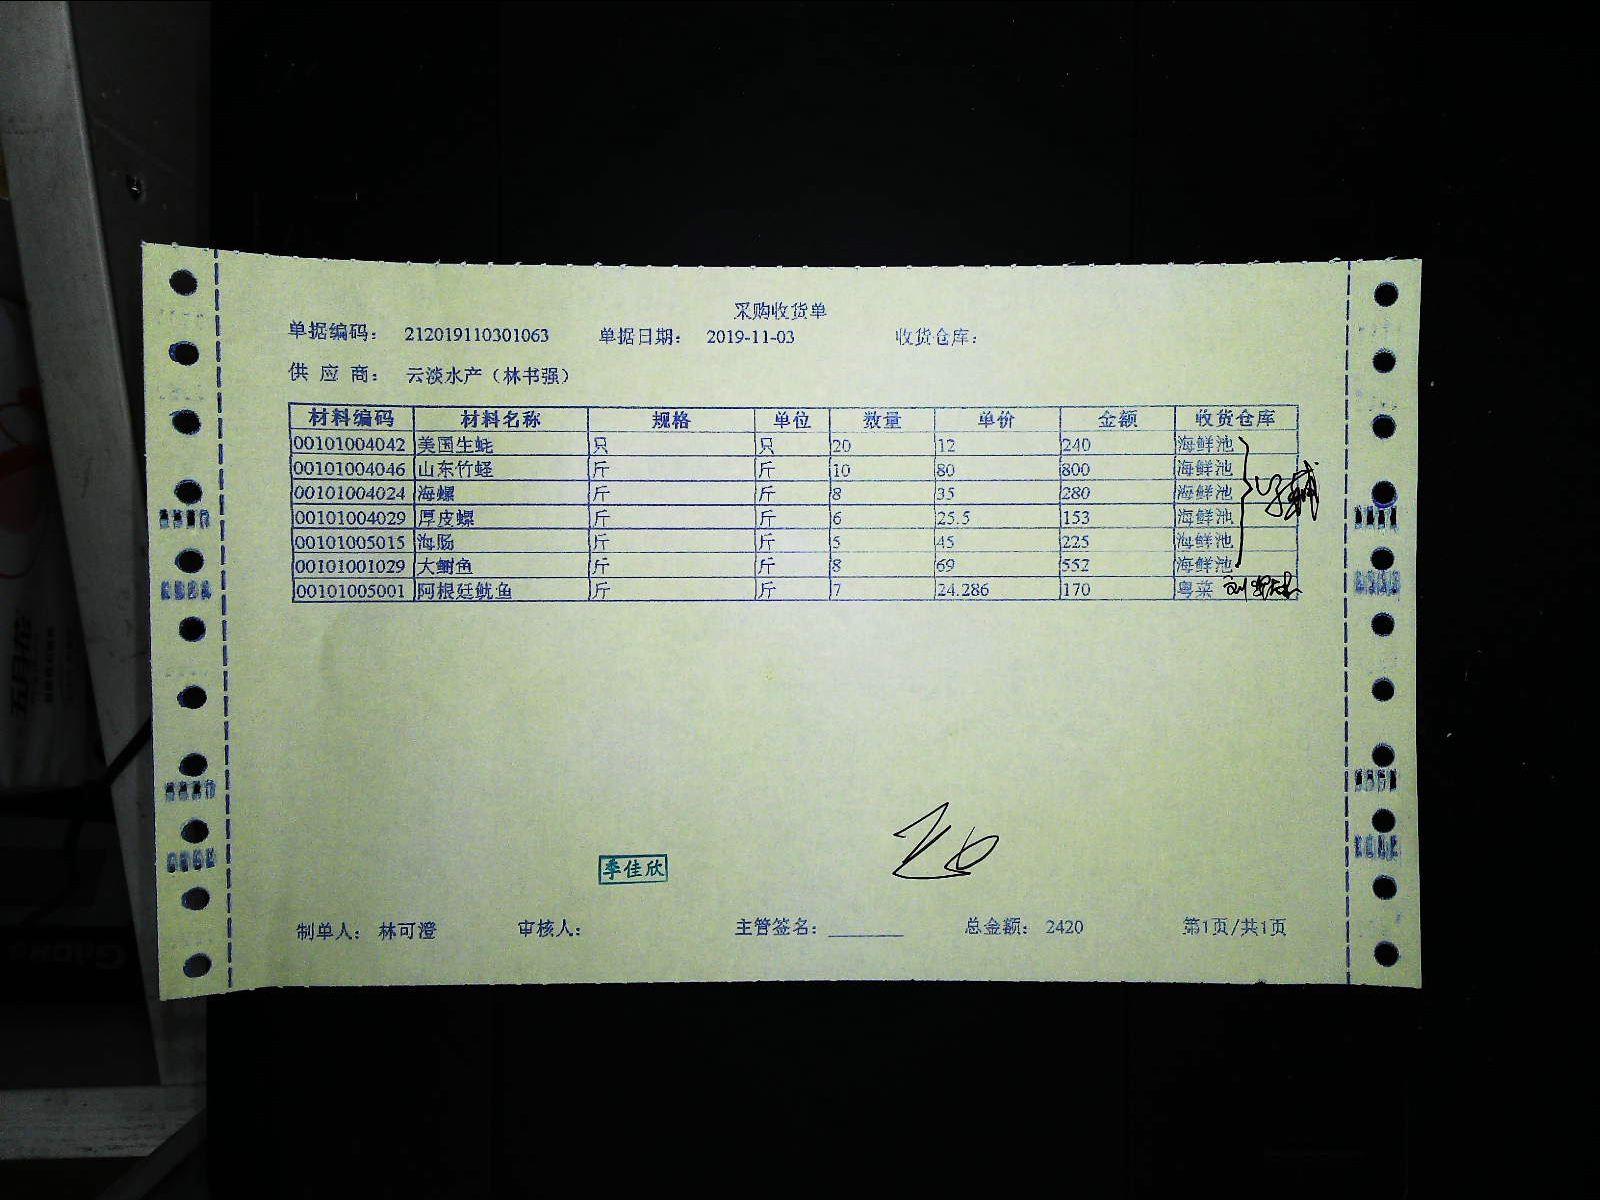 采购收货单
单据编码： 212019110301063 单据日期： 2019-11-03 收货仓库：
供 应 商： 云淡水产（林书强）
材料编码 材料名称 规格 单位 数量 单价 金额 收货仓库
00101004042 美国生蚝 只 只 20 12 240 海鲜池
00101004046 山东竹蛏 斤 斤 10 80 800 海鲜池
00101004024 海螺 斤 斤 8 35 280 海鲜池
00101004029 厚皮螺 斤 斤 6 25.5 153 海鲜池
00101005015 海肠 斤 斤 5 45 225 海鲜池
00101001029 大鲷鱼 斤 斤 8 69 552 海鲜池
00101005001 阿根廷鱿鱼 斤 斤 7 24.286 170 粤菜
李佳欣
制单人： 林可澄 审核人： 主管签名： 总金额： 2420 第1页/共1页